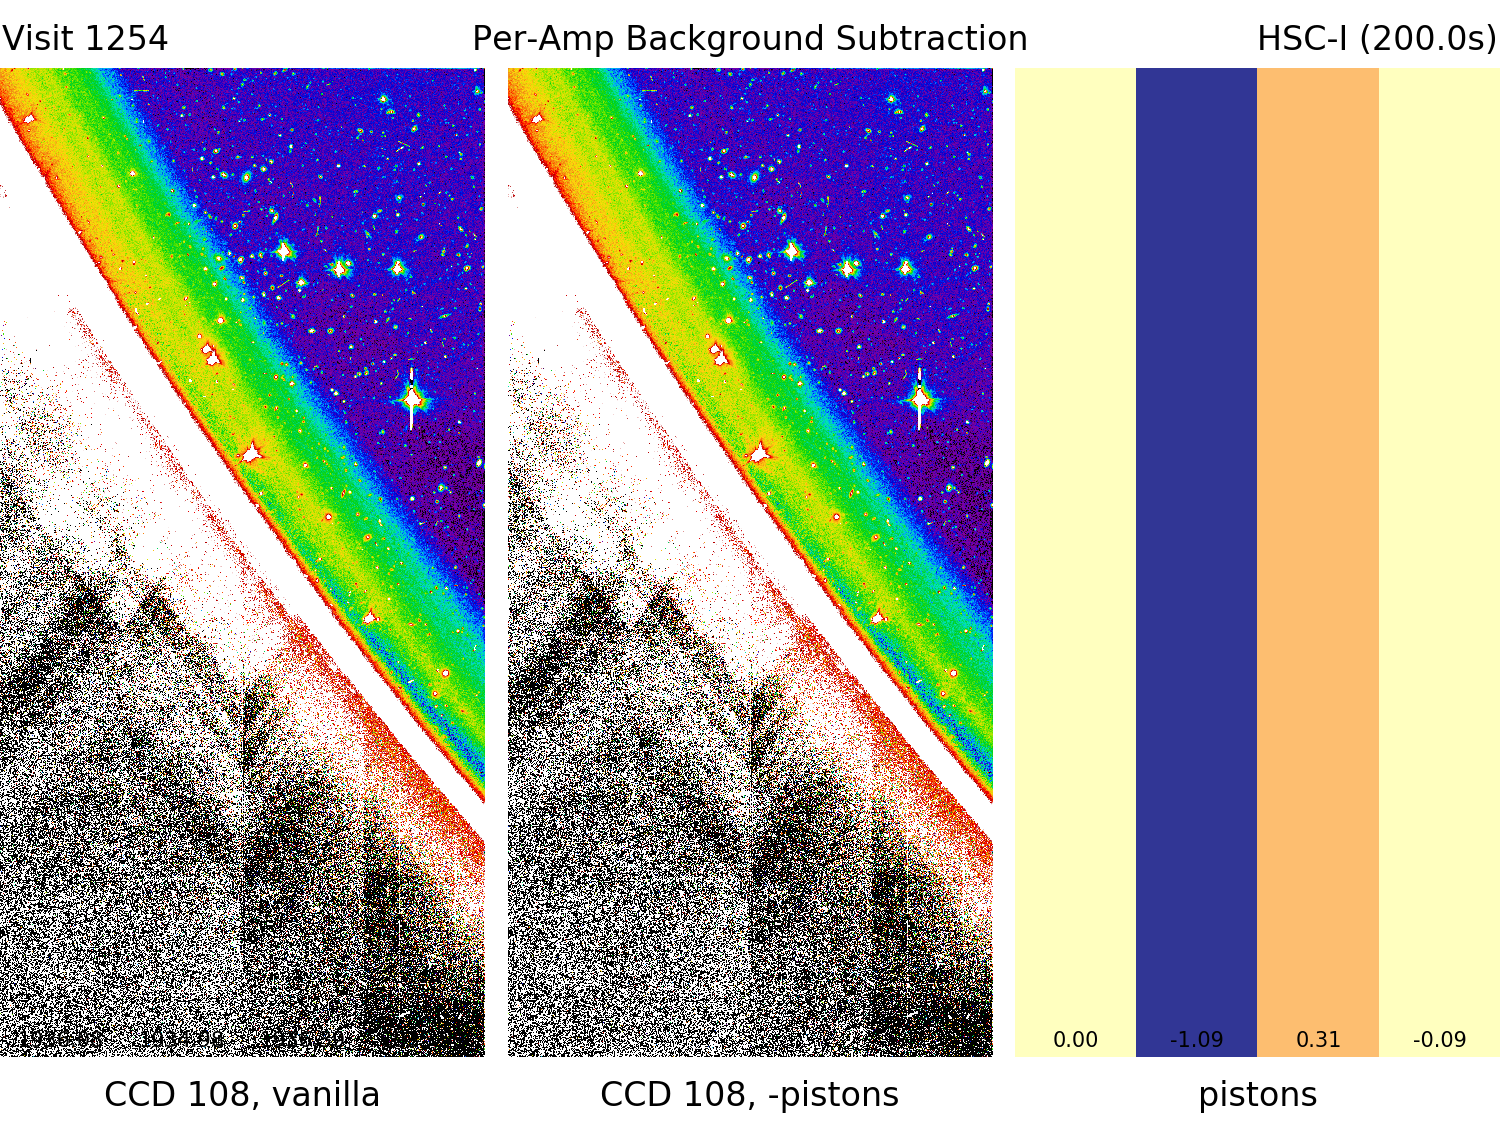 Visit 1254
Per-Amp Background Subtraction
HSC-I (200.0s)
0.00
-1.09
0.31
-0.09
CCD 108, vanilla
CCD 108, -pistons
pistons